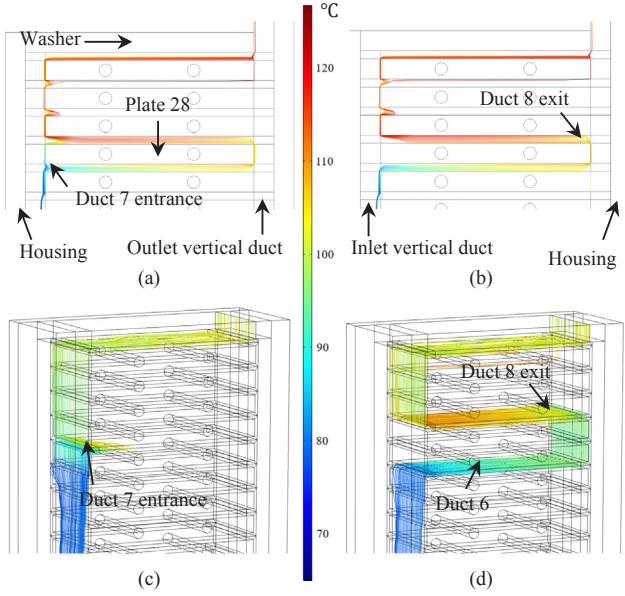 °C
Washer
Plate 28
Duct 7 entrance
Housing
Outlet vertical duct
(a)
120
110
100
90
80
70
Duct 8 exit
Inlet vertical duct
Housing
(b)
Duct 7 entrance
(c)
Duct 8 exit
Duct 6
(d)